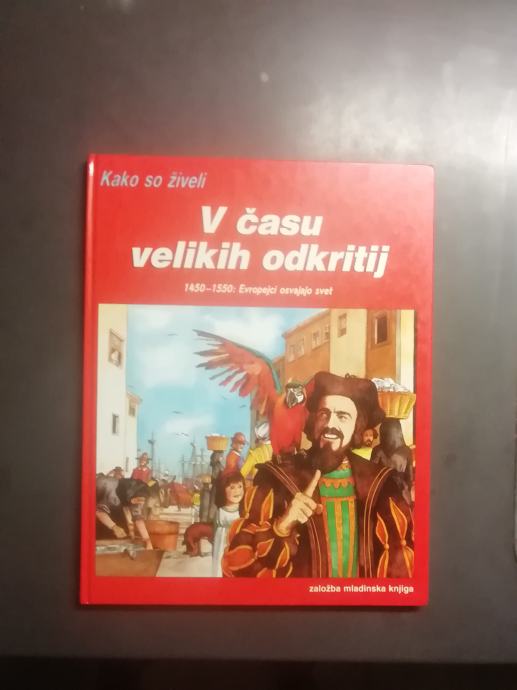 Kako so živeli
V času
velikih odkritij
1450-1550: Evropejci osvajajo svet
založba mladinska knjiga